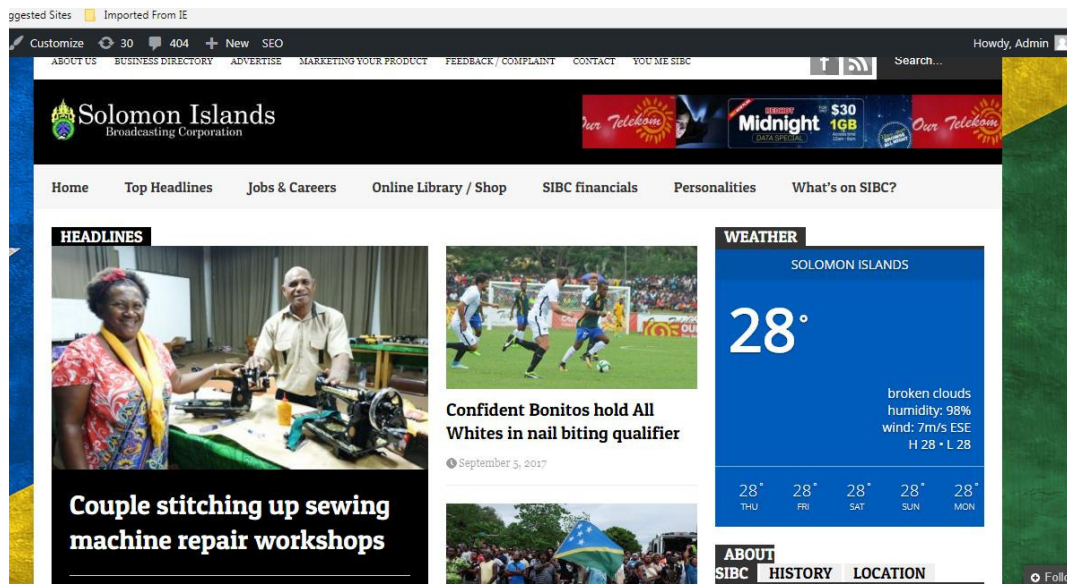 ggested Sites Imported From IE
Customize 30 404 + New SEO Howdy, Admin
ABOUT US BUSINESS DIRECTORY ADVERTISE MARKETING YOUR PRODUCT FEEDBACK / COMPLAINT CONTACT YOU ME SIBC f Search...
Solomon Islands
Broadcasting Corporation
Our Telekom REDHOT Midnight DATA SPECIAL $30 1GB Our Telekom
Home Top Headlines Jobs & Careers Online Library / Shop SIBC financials Personalities What's on SIBC?
HEADLINES
Couple stitching up sewing
machine repair workshops
Confident Bonitos hold All
Whites in nail biting qualifier
September 5, 2017
WEATHER
SOLOMON ISLANDS
28°
broken clouds
humidity: 98%
wind: 7m/s ESE
H 28 • L 28
28° 28° 28° 28° 28°
THU FRI SAT SUN MON
ABOUT
SIBC HISTORY LOCATION
Follo